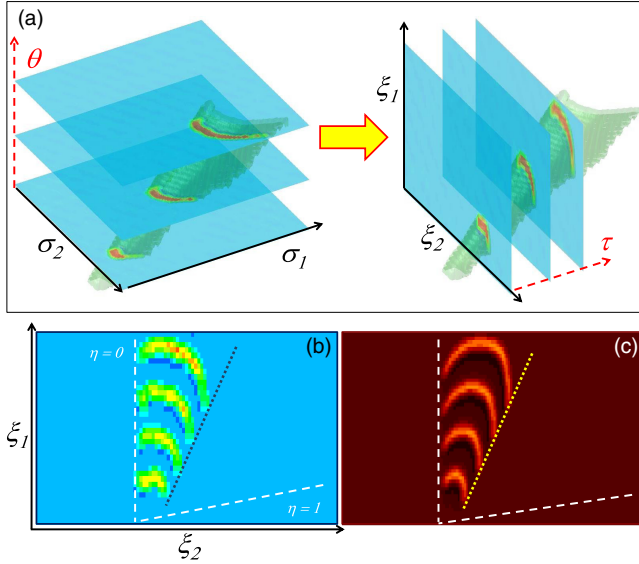 (a)
θ
σ₂
σ₁
ξ₁
ξ₂
τ
η = 0
(b)
(c)
ξ₁
η = 1
ξ₂